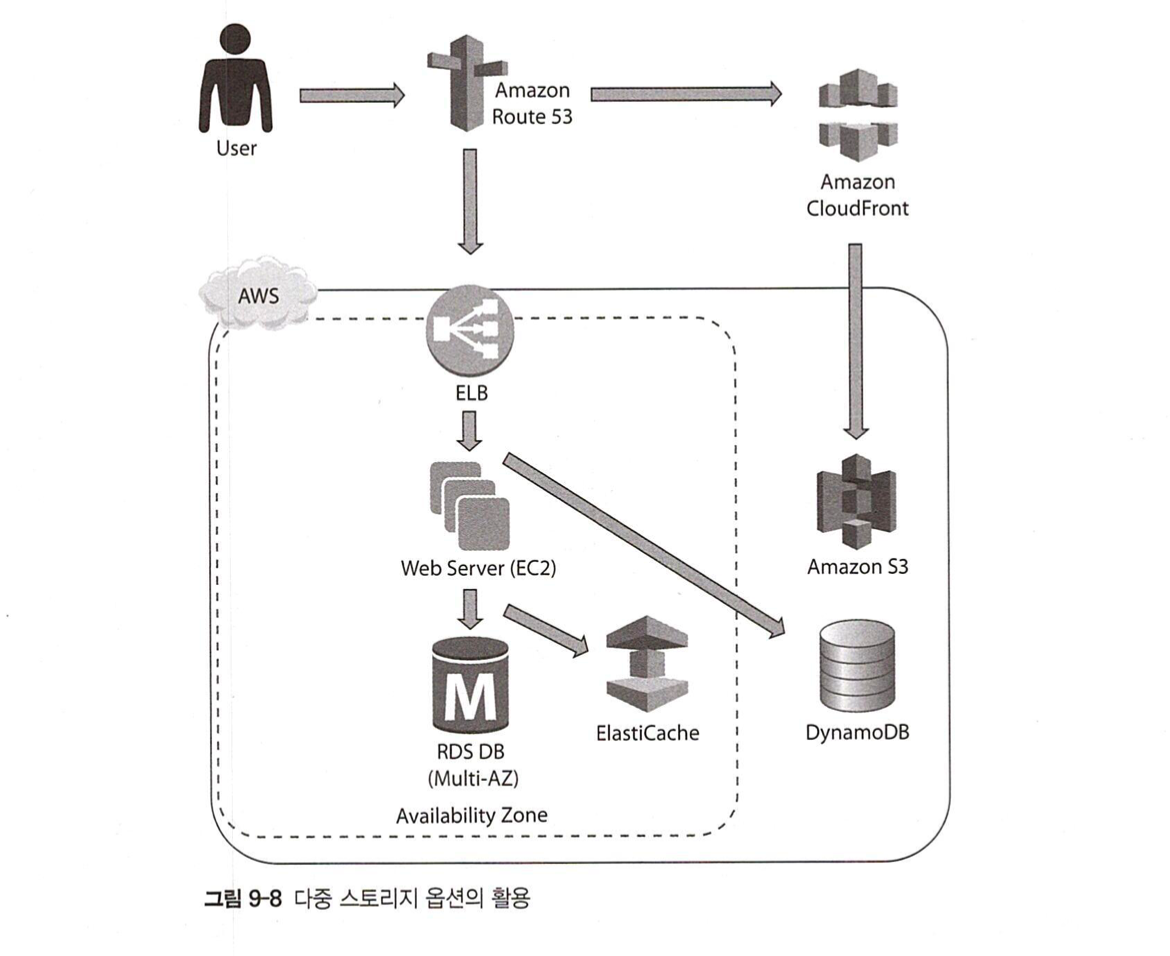 User
Amazon
Route 53
Amazon
CloudFront
AWS
ELB
Web Server (EC2)
Amazon S3
M
RDS DB
(Multi-AZ)
ElastiCache
DynamoDB
Availability Zone
그림 9-8 다중 스토리지 옵션의 활용